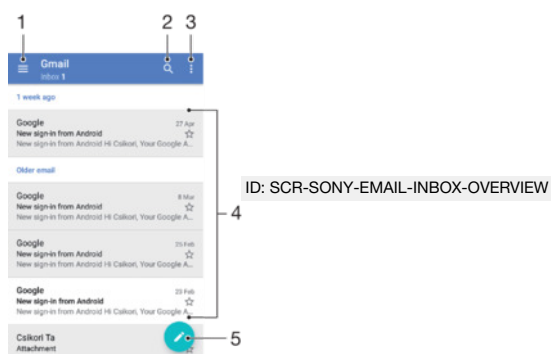 1 2 3
Gmail
Inbox 1
1 week ago
Google 27 Apr
New sign-in from Android
New sign-in from Android Hi Csikori, Your Google A...
Older email
Google 8 Mar
New sign-in from Android
New sign-in from Android Hi Csikori, Your Google A...
ID: SCR-SONY-EMAIL-INBOX-OVERVIEW
4
Google 23 Feb
New sign-in from Android
New sign-in from Android Hi Csikori, Your Google A...
Google 23 Feb
New sign-in from Android
New sign-in from Android Hi Csikori, Your Google A...
Csikori Ta
Attachment
5